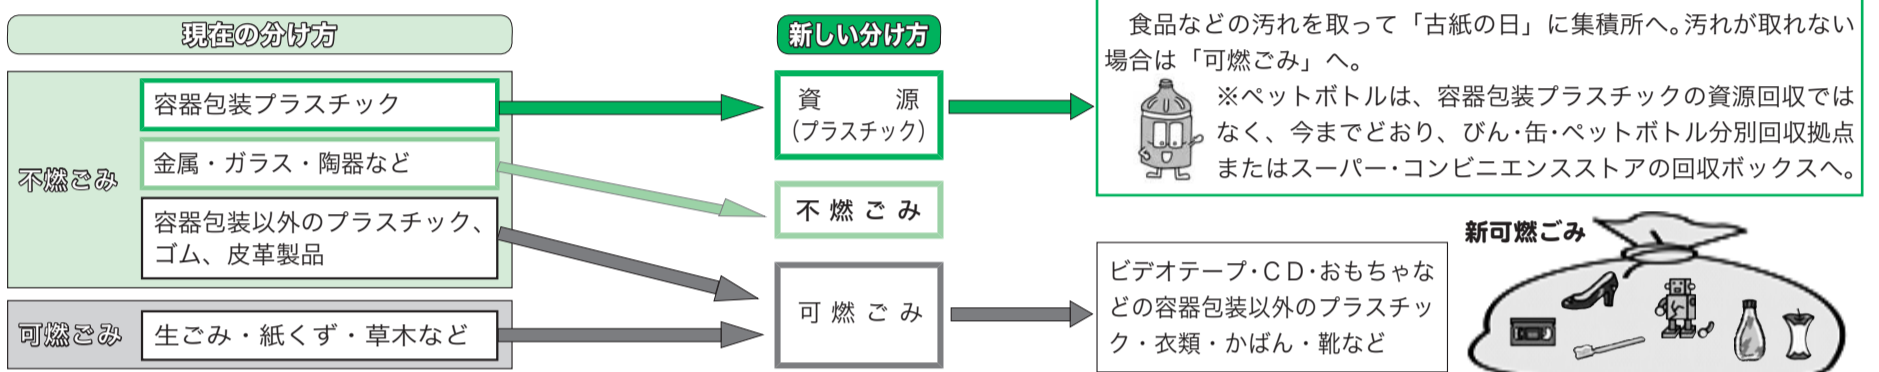 現在の分け方
不燃ごみ
容器包装プラスチック
金属・ガラス・陶器など
容器包装以外のプラスチック、
ゴム、皮革製品
可燃ごみ
生ごみ・紙くず・草木など
新しい分け方
資源
(プラスチック)
不燃ごみ
可燃ごみ
食品などの汚れを取って「古紙の日」に集積所へ。汚れが取れない
場合は「可燃ごみ」へ。
※ペットボトルは、容器包装プラスチックの資源回収では
なく、今までどおり、びん・缶・ペットボトル分別回収拠点
またはスーパー・コンビニエンスストアの回収ボックスへ。
ビデオテープ・CD・おもちゃな
どの容器包装以外のプラスチッ
ク・衣類・かばん・靴など
新可燃ごみ